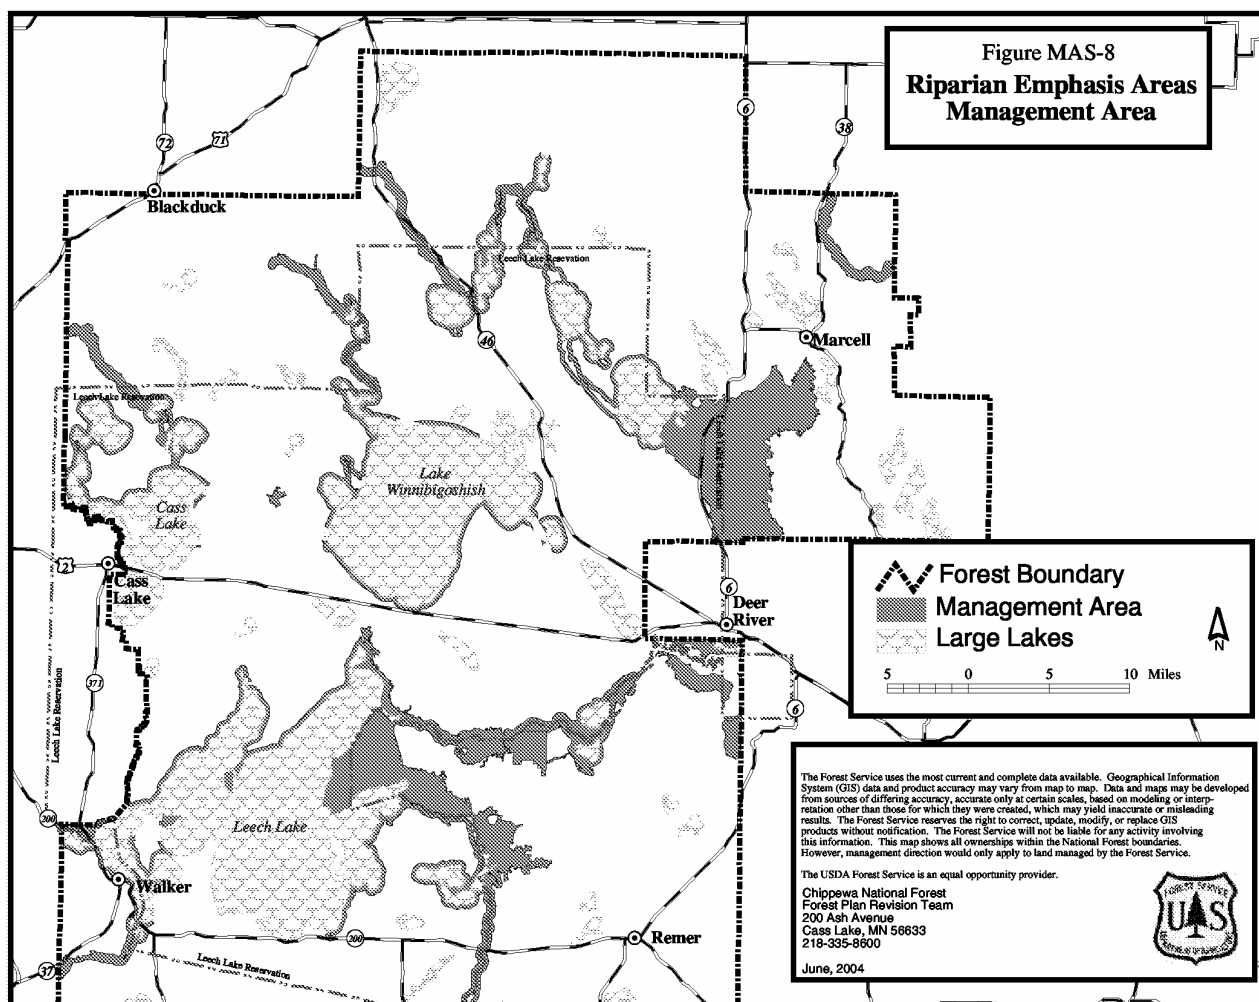 Figure MAS-8
Riparian Emphasis Areas
Management Area
6
38
72
71
Blackduck
Leech Lake Resevation
Marcell
46
Leech Lake Reservation
Lake
Winnibigoshish
Cass
Lake
2
Cass
Lake
6
Deer
River
Forest Boundary
Management Area
Large Lakes
N
5 0 5 10 Miles
371
Leech Lake Reservation
6
200
Leech Lake
Walker
200
Remer
37
Leech Lake Reservation
The Forest Service uses the most current and complete data available. Geographical Information
System (GIS) data and product accuracy may vary from map to map. Data and maps may be developed
from sources of differing accuracy, accurate only at certain scales, based on modeling or interp-
retation other than those for which they were created, which may yield inaccurate or misleading
results. The Forest Service reserves the right to correct, update, modify, or replace GIS
products without notification. The Forest Service will not be liable for any activity involving
this information. This map shows all ownerships within the National Forest boundaries.
However, management direction would only apply to land managed by the Forest Service.
The USDA Forest Service is an equal opportunity provider.
Chippewa National Forest
Forest Plan Revision Team
200 Ash Avenue
Cass Lake, MN 56633
218-335-8600
June, 2004
FOREST SERVICE
U S
DEPARTMENT OF AGRICULTURE